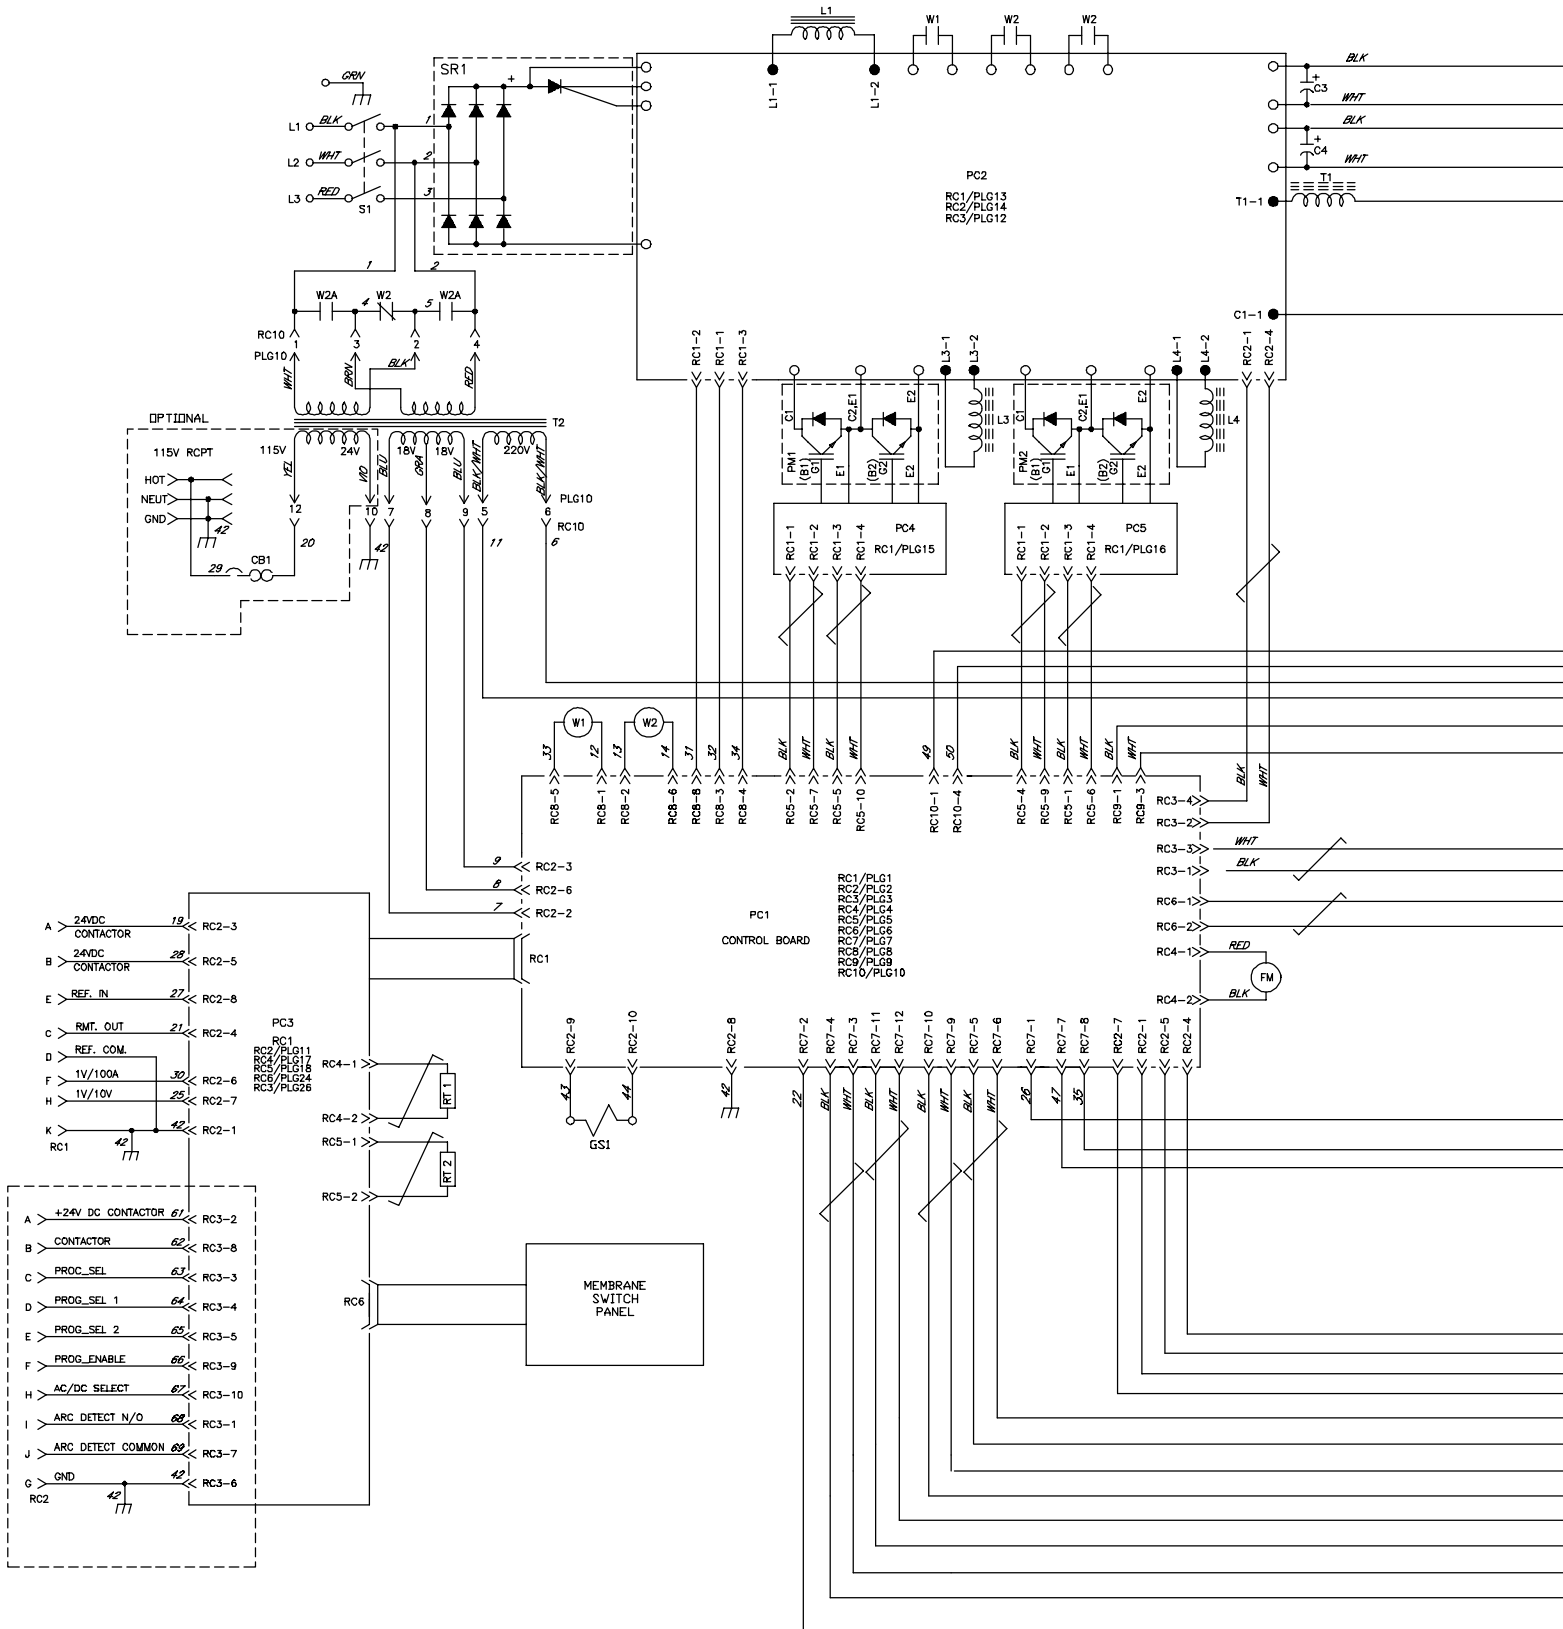 L1
W1
W2
W2
GRN
SR1
+
L1-1
L1-2
BLK
+
C3
WHT
BLK
+
C4
WHT
L1
BLK
1
L2
WHT
2
L3
RED
3
S1
PC2
RC1/PLG13
RC2/PLG14
RC3/PLG12
T1
T1-1
C1-1
1
2
W2A
4
W2
5
W2A
RC10
1
3
2
4
PLG10
WHT
BRN
BLK
RED
RC1-2
RC1-1
RC1-3
L3-1
L3-2
L4-1
L4-2
RC2-1
RC2-4
C1
C2,E1
E2
C1
C2,E1
E2
L3
L4
PM1
(B1)
G1
E1
(B2)
G2
E2
PM2
(B1)
G1
E1
(B2)
G2
E2
OPTIONAL
T2
115V RCPT
115V
24V
18V
18V
220V
HOT
NEUT
GND
42
YEL
VIO
BLU
GRA
BLU
BLK/WHT
BLK/WHT
PLG10
12
10
7
8
9
5
6
RC10
20
42
11
6
29
CB1
RC1-1
RC1-2
RC1-3
RC1-4
PC4
RC1/PLG15
RC1-1
RC1-2
RC1-3
RC1-4
PC5
RC1/PLG16
W1
W2
33
12
13
14
31
32
34
BLK
WHT
BLK
WHT
49
50
BLK
WHT
BLK
WHT
BLK
WHT
BLK
WHT
RC8-5
RC8-1
RC8-2
RC8-6
RC8-8
RC8-3
RC8-4
RC5-2
RC5-7
RC5-5
RC5-10
RC10-1
RC10-4
RC5-4
RC5-9
RC5-1
RC5-6
RC9-1
RC9-3
RC3-4
RC3-2
RC3-3
WHT
RC3-1
BLK
RC6-1
RC6-2
RC4-1
RED
FM
RC4-2
BLK
9
RC2-3
8
RC2-6
7
RC2-2
RC1
PC1
CONTROL BOARD
RC1/PLG1
RC2/PLG2
RC3/PLG3
RC4/PLG4
RC5/PLG5
RC6/PLG6
RC7/PLG7
RC8/PLG8
RC9/PLG9
RC10/PLG10
A
24VDC
CONTACTOR
19
RC2-3
B
24VDC
CONTACTOR
28
RC2-5
E
REF. IN
27
RC2-8
C
RMT. OUT
21
RC2-4
D
REF. COM.
F
1V/100A
30
RC2-6
H
1V/10V
25
RC2-7
K
42
42
RC2-1
RC1
PC3
RC1
RC2/PLG11
RC4/PLG17
RC5/PLG18
RC6/PLG24
RC3/PLG26
RC4-1
RT 1
RC4-2
RC5-1
RT 2
RC5-2
RC2-9
RC2-10
RC2-8
RC7-2
RC7-4
RC7-3
RC7-11
RC7-12
RC7-10
RC7-9
RC7-5
RC7-6
RC7-1
RC7-7
RC7-8
RC2-7
RC2-1
RC2-5
RC2-4
43
44
42
22
BLK
WHT
BLK
WHT
BLK
WHT
BLK
WHT
26
47
35
GS1
A
+24V DC CONTACTOR
61
RC3-2
B
CONTACTOR
62
RC3-8
C
PROC_SEL
63
RC3-3
D
PROG_SEL 1
64
RC3-4
E
PROG_SEL 2
65
RC3-5
F
PROG_ENABLE
66
RC3-9
H
AC/DC SELECT
67
RC3-10
I
ARC DETECT N/O
68
RC3-1
J
ARC DETECT COMMON
69
RC3-7
G
GND
42
42
RC3-6
RC2
RC6
MEMBRANE
SWITCH
PANEL